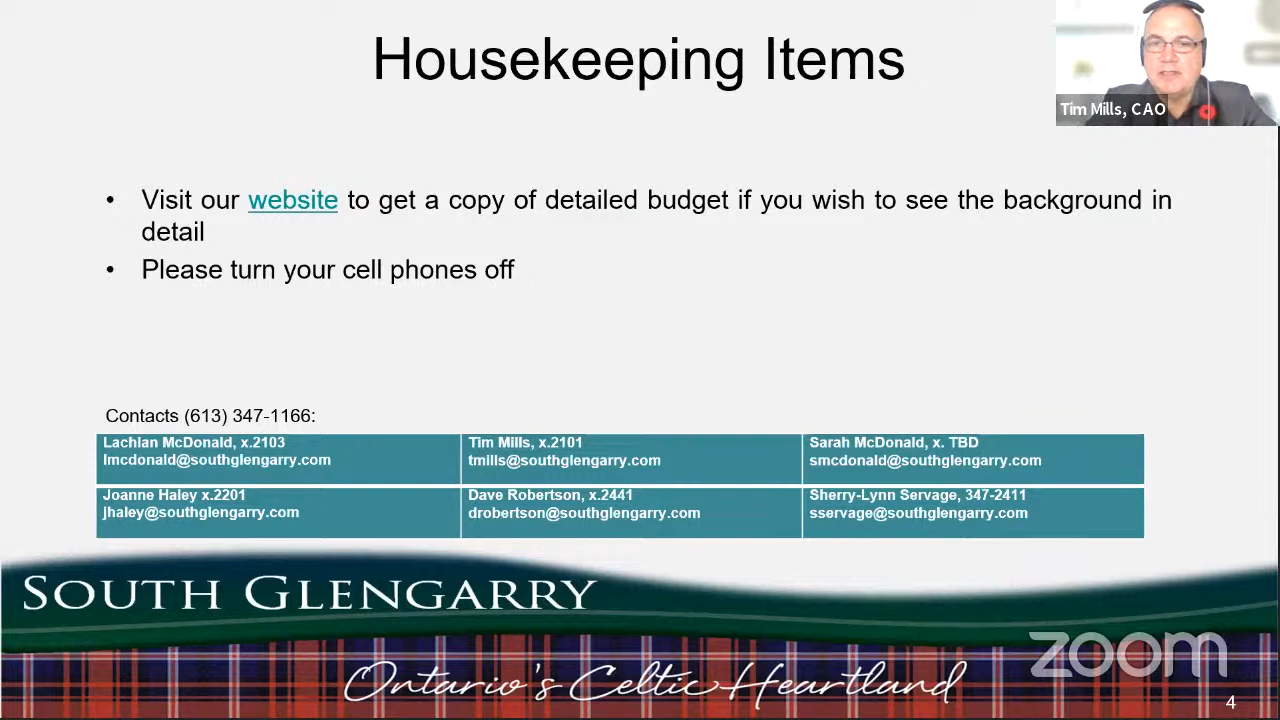 Housekeeping Items
Tim Mills, CAO
• Visit our website to get a copy of detailed budget if you wish to see the background in
detail
• Please turn your cell phones off
Contacts (613) 347-1166:
Lachlan McDonald, x.2103
lmcdonald@southglengarry.com
Tim Mills, x.2101
tmills@southglengarry.com
Sarah McDonald, x. TBD
smcdonald@southglengarry.com
Joanne Haley x.2201
jhaley@southglengarry.com
Dave Robertson, x.2441
drobertson@southglengarry.com
Sherry-Lynn Servage, 347-2411
sservage@southglengarry.com
SOUTH GLENGARRY
zoom
Ontario's Celtic Heartland
4